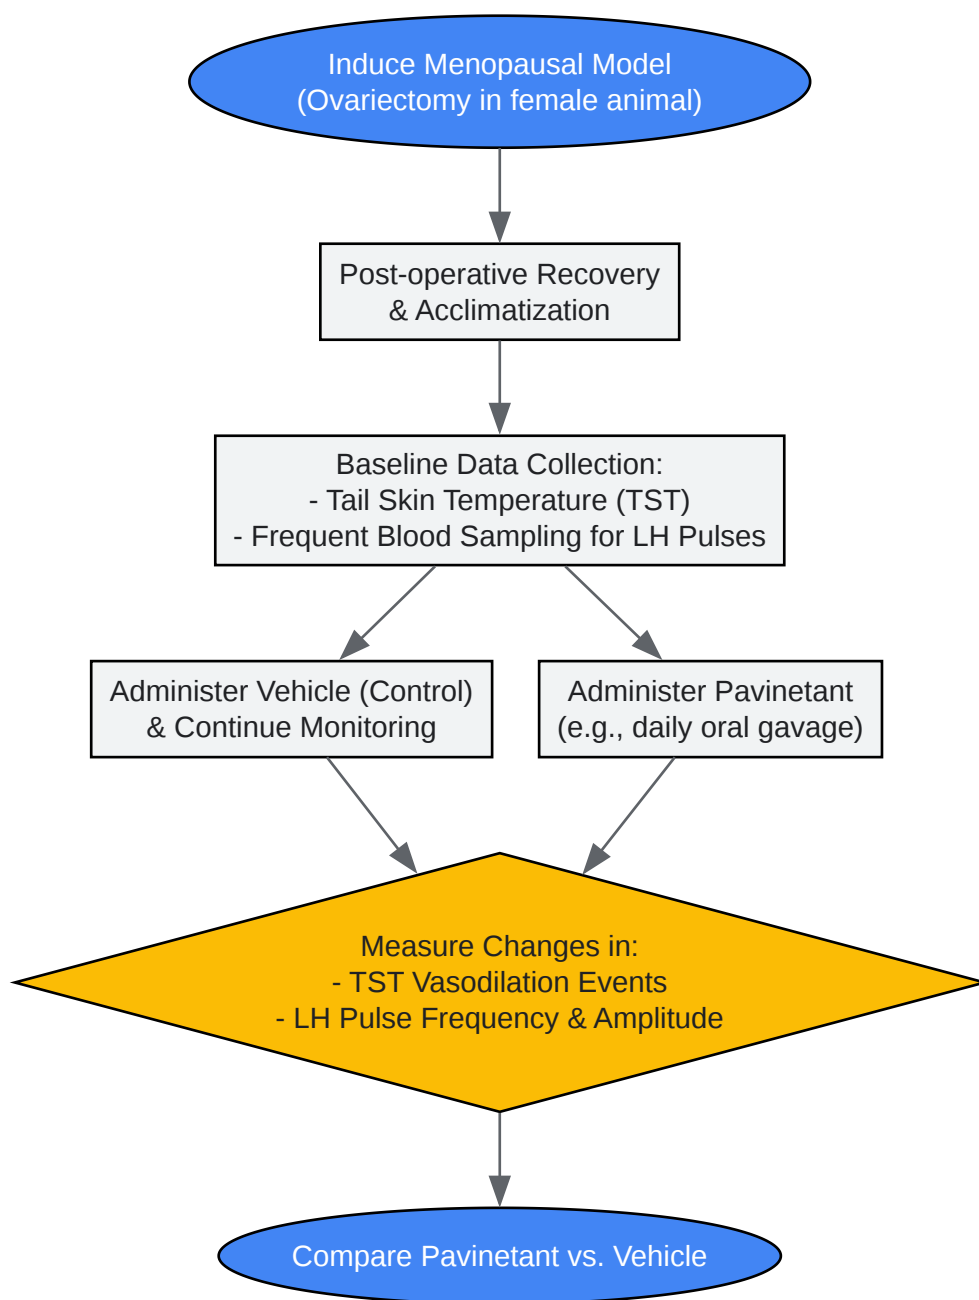 Induce Menopausal Model
(Ovariectomy in female animal)
Post-operative Recovery
& Acclimatization
Baseline Data Collection:
- Tail Skin Temperature (TST)
- Frequent Blood Sampling for LH Pulses
Administer Vehicle (Control)
& Continue Monitoring
Administer Pavinetant
(e.g., daily oral gavage)
Measure Changes in:
- TST Vasodilation Events
- LH Pulse Frequency & Amplitude
Compare Pavinetant vs. Vehicle